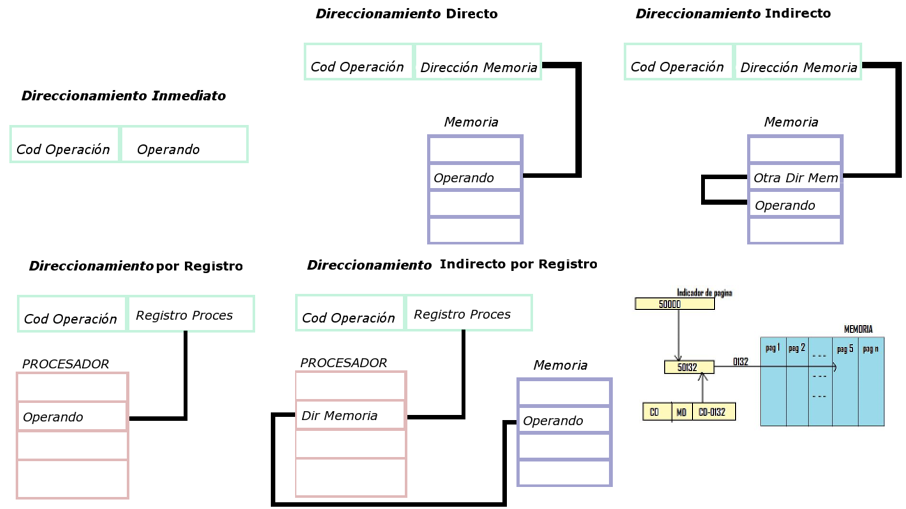 Direccionamiento Inmediato
Cod Operación
Operando
Direccionamiento Directo
Cod Operación
Dirección Memoria
Memoria
Operando
Direccionamiento Indirecto
Cod Operación
Dirección Memoria
Memoria
Otra Dir Mem
Operando
Direccionamiento por Registro
Cod Operación
Registro Proces
PROCESADOR
Operando
Direccionamiento Indirecto por Registro
Cod Operación
Registro Proces
PROCESADOR
Dir Memoria
Memoria
Operando
Indicador de pagina
50000
50132
0132
CO
MD
CD-0132
MEMORIA
pag 1
pag 2
- - -
- - -
- - -
pag 5
pag n